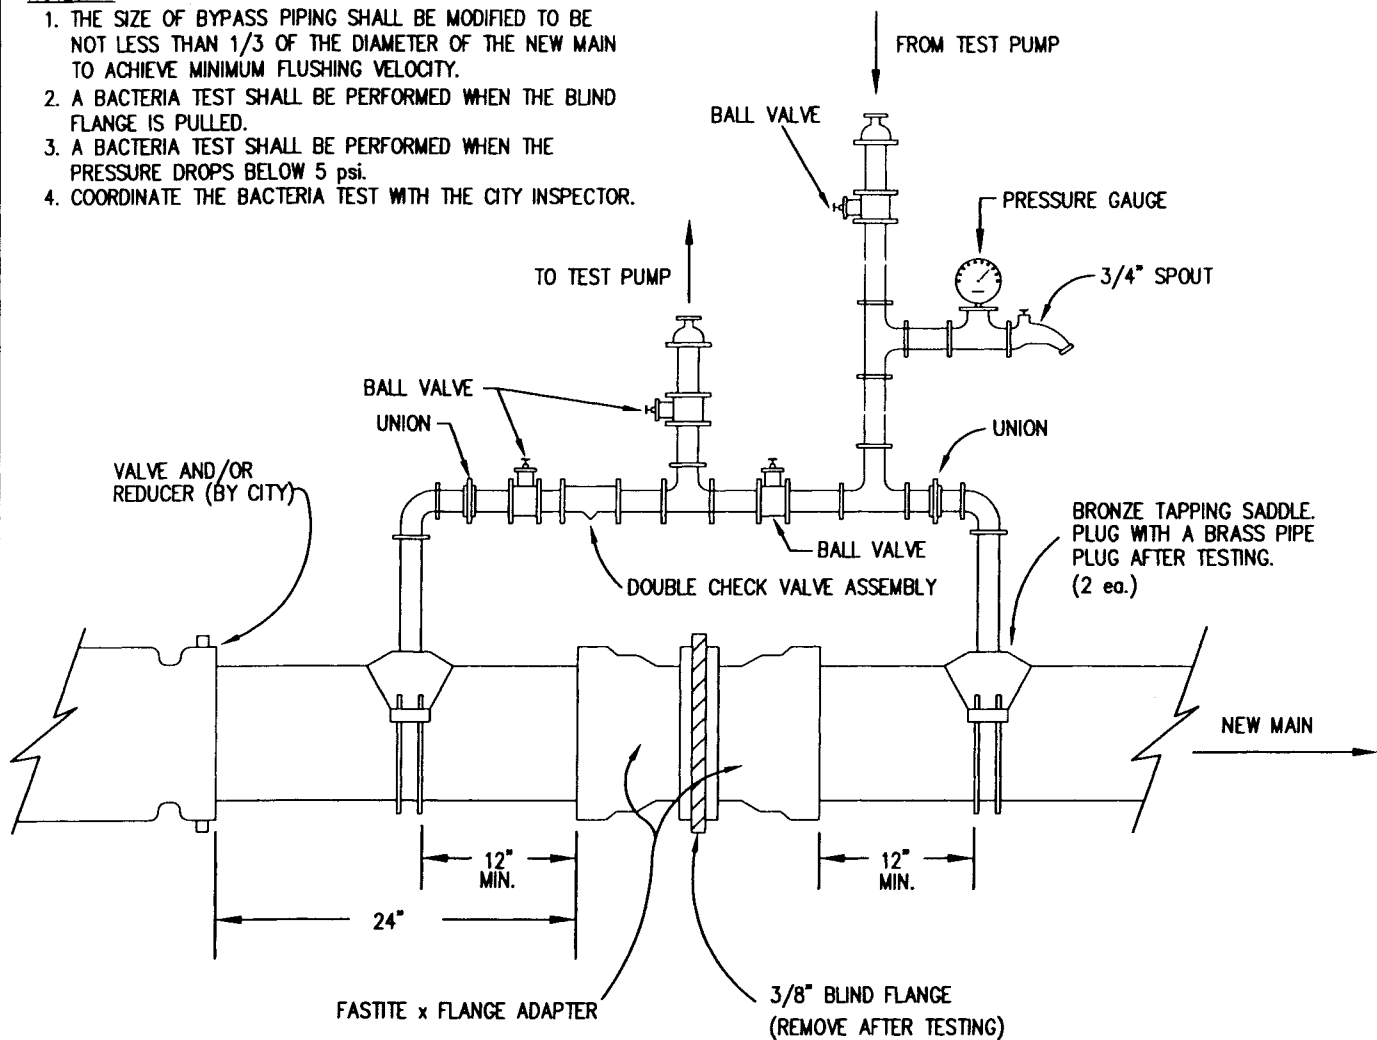 1. THE SIZE OF BYPASS PIPING SHALL BE MODIFIED TO BE
NOT LESS THAN 1/3 OF THE DIAMETER OF THE NEW MAIN
TO ACHIEVE MINIMUM FLUSHING VELOCITY.
2. A BACTERIA TEST SHALL BE PERFORMED WHEN THE BLIND
FLANGE IS PULLED.
3. A BACTERIA TEST SHALL BE PERFORMED WHEN THE
PRESSURE DROPS BELOW 5 psi.
4. COORDINATE THE BACTERIA TEST WITH THE CITY INSPECTOR.
FROM TEST PUMP
BALL VALVE
PRESSURE GAUGE
TO TEST PUMP
3/4" SPOUT
BALL VALVE
UNION
UNION
VALVE AND/OR
REDUCER (BY CITY)
BALL VALVE
BRONZE TAPPING SADDLE.
PLUG WITH A BRASS PIPE
PLUG AFTER TESTING.
(2 ea.)
DOUBLE CHECK VALVE ASSEMBLY
NEW MAIN
12"
MIN.
12"
MIN.
24"
FASTITE x FLANGE ADAPTER
3/8" BLIND FLANGE
(REMOVE AFTER TESTING)